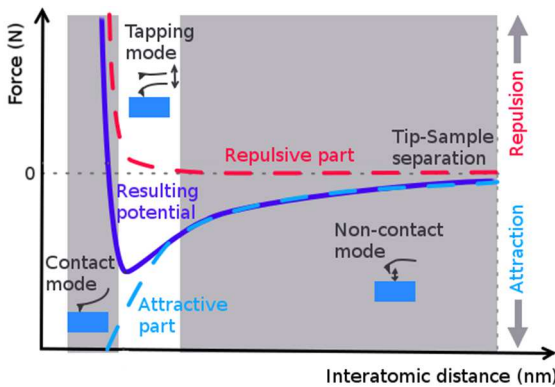 Force (N)
Tapping
mode
Repulsion
Tip-Sample
separation
Repulsive part
0
Resulting
potential
Non-contact
mode
Contact
mode
Attractive
part
Attraction
Interatomic distance (nm)